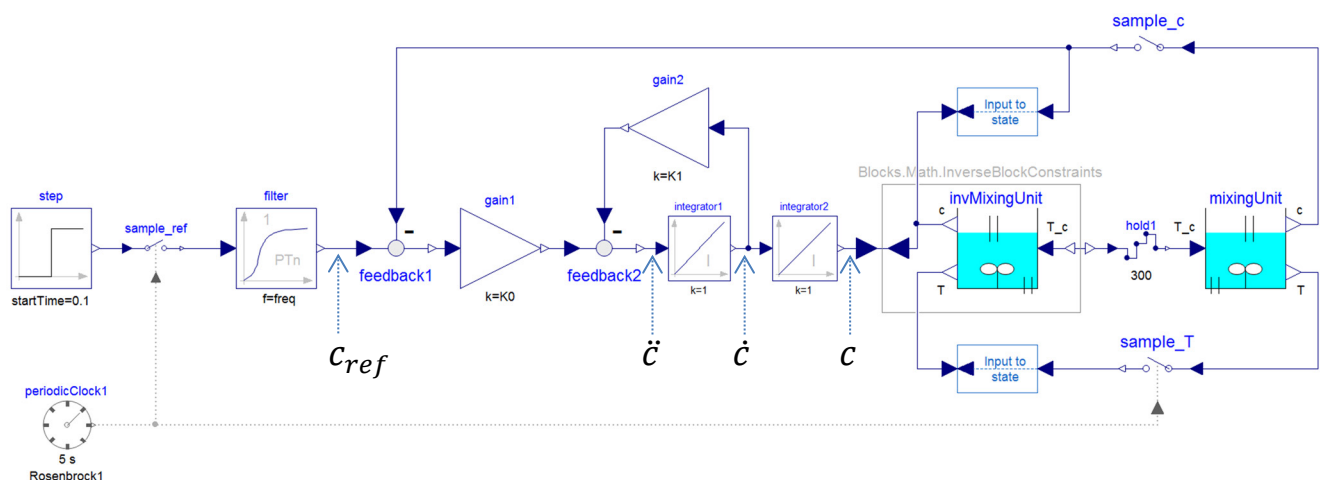 sample_c
gain2
Input to
state
k=K1
Blocks.Math.InverseBlockConstraints
step
filter
gain1
invMixingUnit
mixingUnit
sample_ref
1
PTn
-
-
integrator1
I
integrator2
I
c
T_c
hold1
T_c
c
feedback1
feedback2
300
T
T
startTime=0.1
f=freq
k=K0
k=1
k=1
c_ref
c̈
ċ
c
sample_T
Input to
state
periodicClock1
5 s
Rosenbrock1